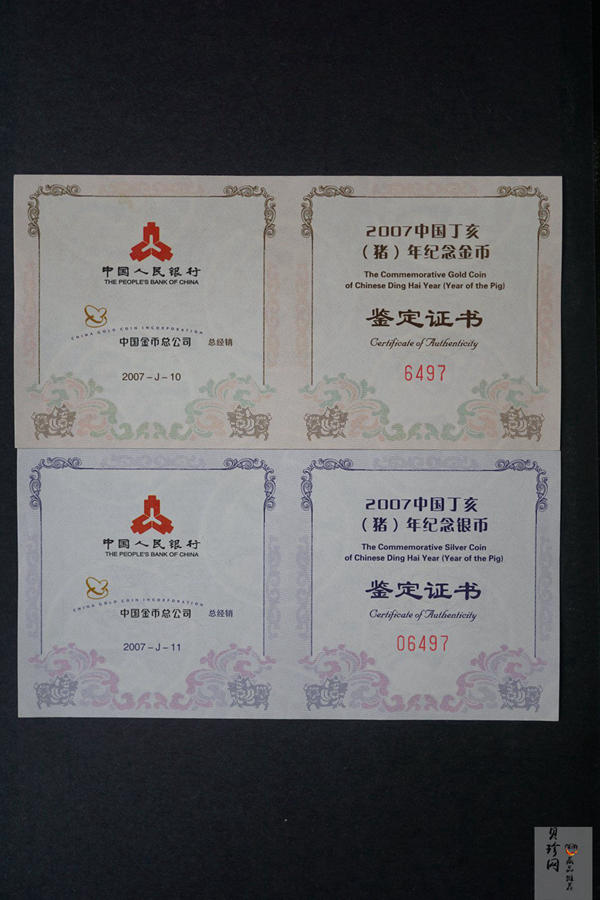 中国人民银行
THE PEOPLE'S BANK OF CHINA
CHINA GOLD COIN INCORPORATION
中国金币总公司 总经销
2007-J-10
2007中国丁亥
(猪)年纪念金币
The Commemorative Gold Coin
of Chinese Ding Hai Year (Year of the Pig)
鉴定证书
Certificate of Authenticity
6497
中国人民银行
THE PEOPLE'S BANK OF CHINA
CHINA GOLD COIN INCORPORATION
中国金币总公司 总经销
2007-J-11
2007中国丁亥
(猪)年纪念银币
The Commemorative Silver Coin
of Chinese Ding Hai Year (Year of the Pig)
鉴定证书
Certificate of Authenticity
06497
贝珍网